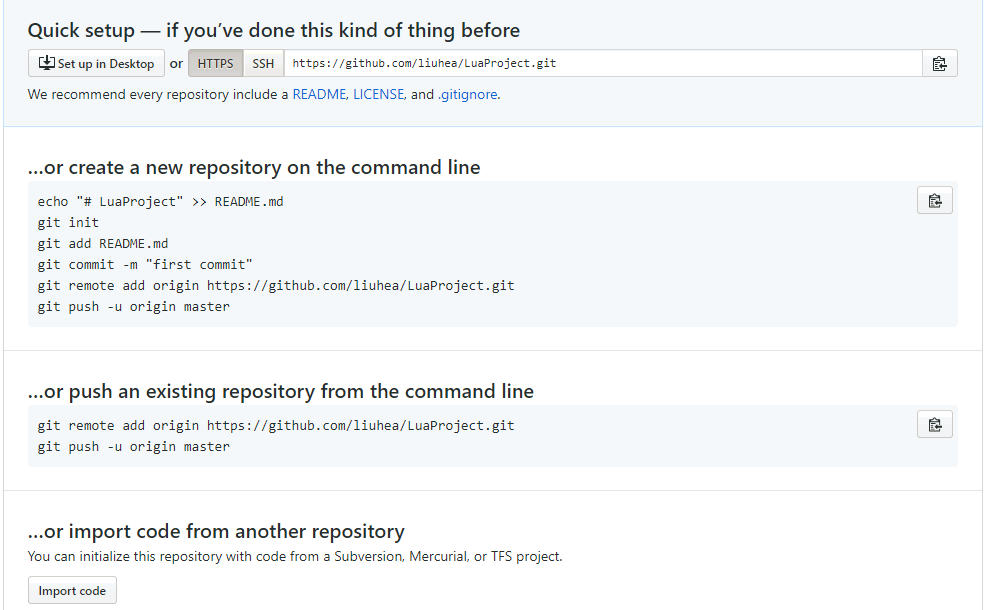 Quick setup — if you’ve done this kind of thing before
Set up in Desktop or HTTPS SSH https://github.com/liuhea/LuaProject.git
We recommend every repository include a README, LICENSE, and .gitignore.
…or create a new repository on the command line
echo "# LuaProject" >> README.md
git init
git add README.md
git commit -m "first commit"
git remote add origin https://github.com/liuhea/LuaProject.git
git push -u origin master
…or push an existing repository from the command line
git remote add origin https://github.com/liuhea/LuaProject.git
git push -u origin master
…or import code from another repository
You can initialize this repository with code from a Subversion, Mercurial, or TFS project.
Import code